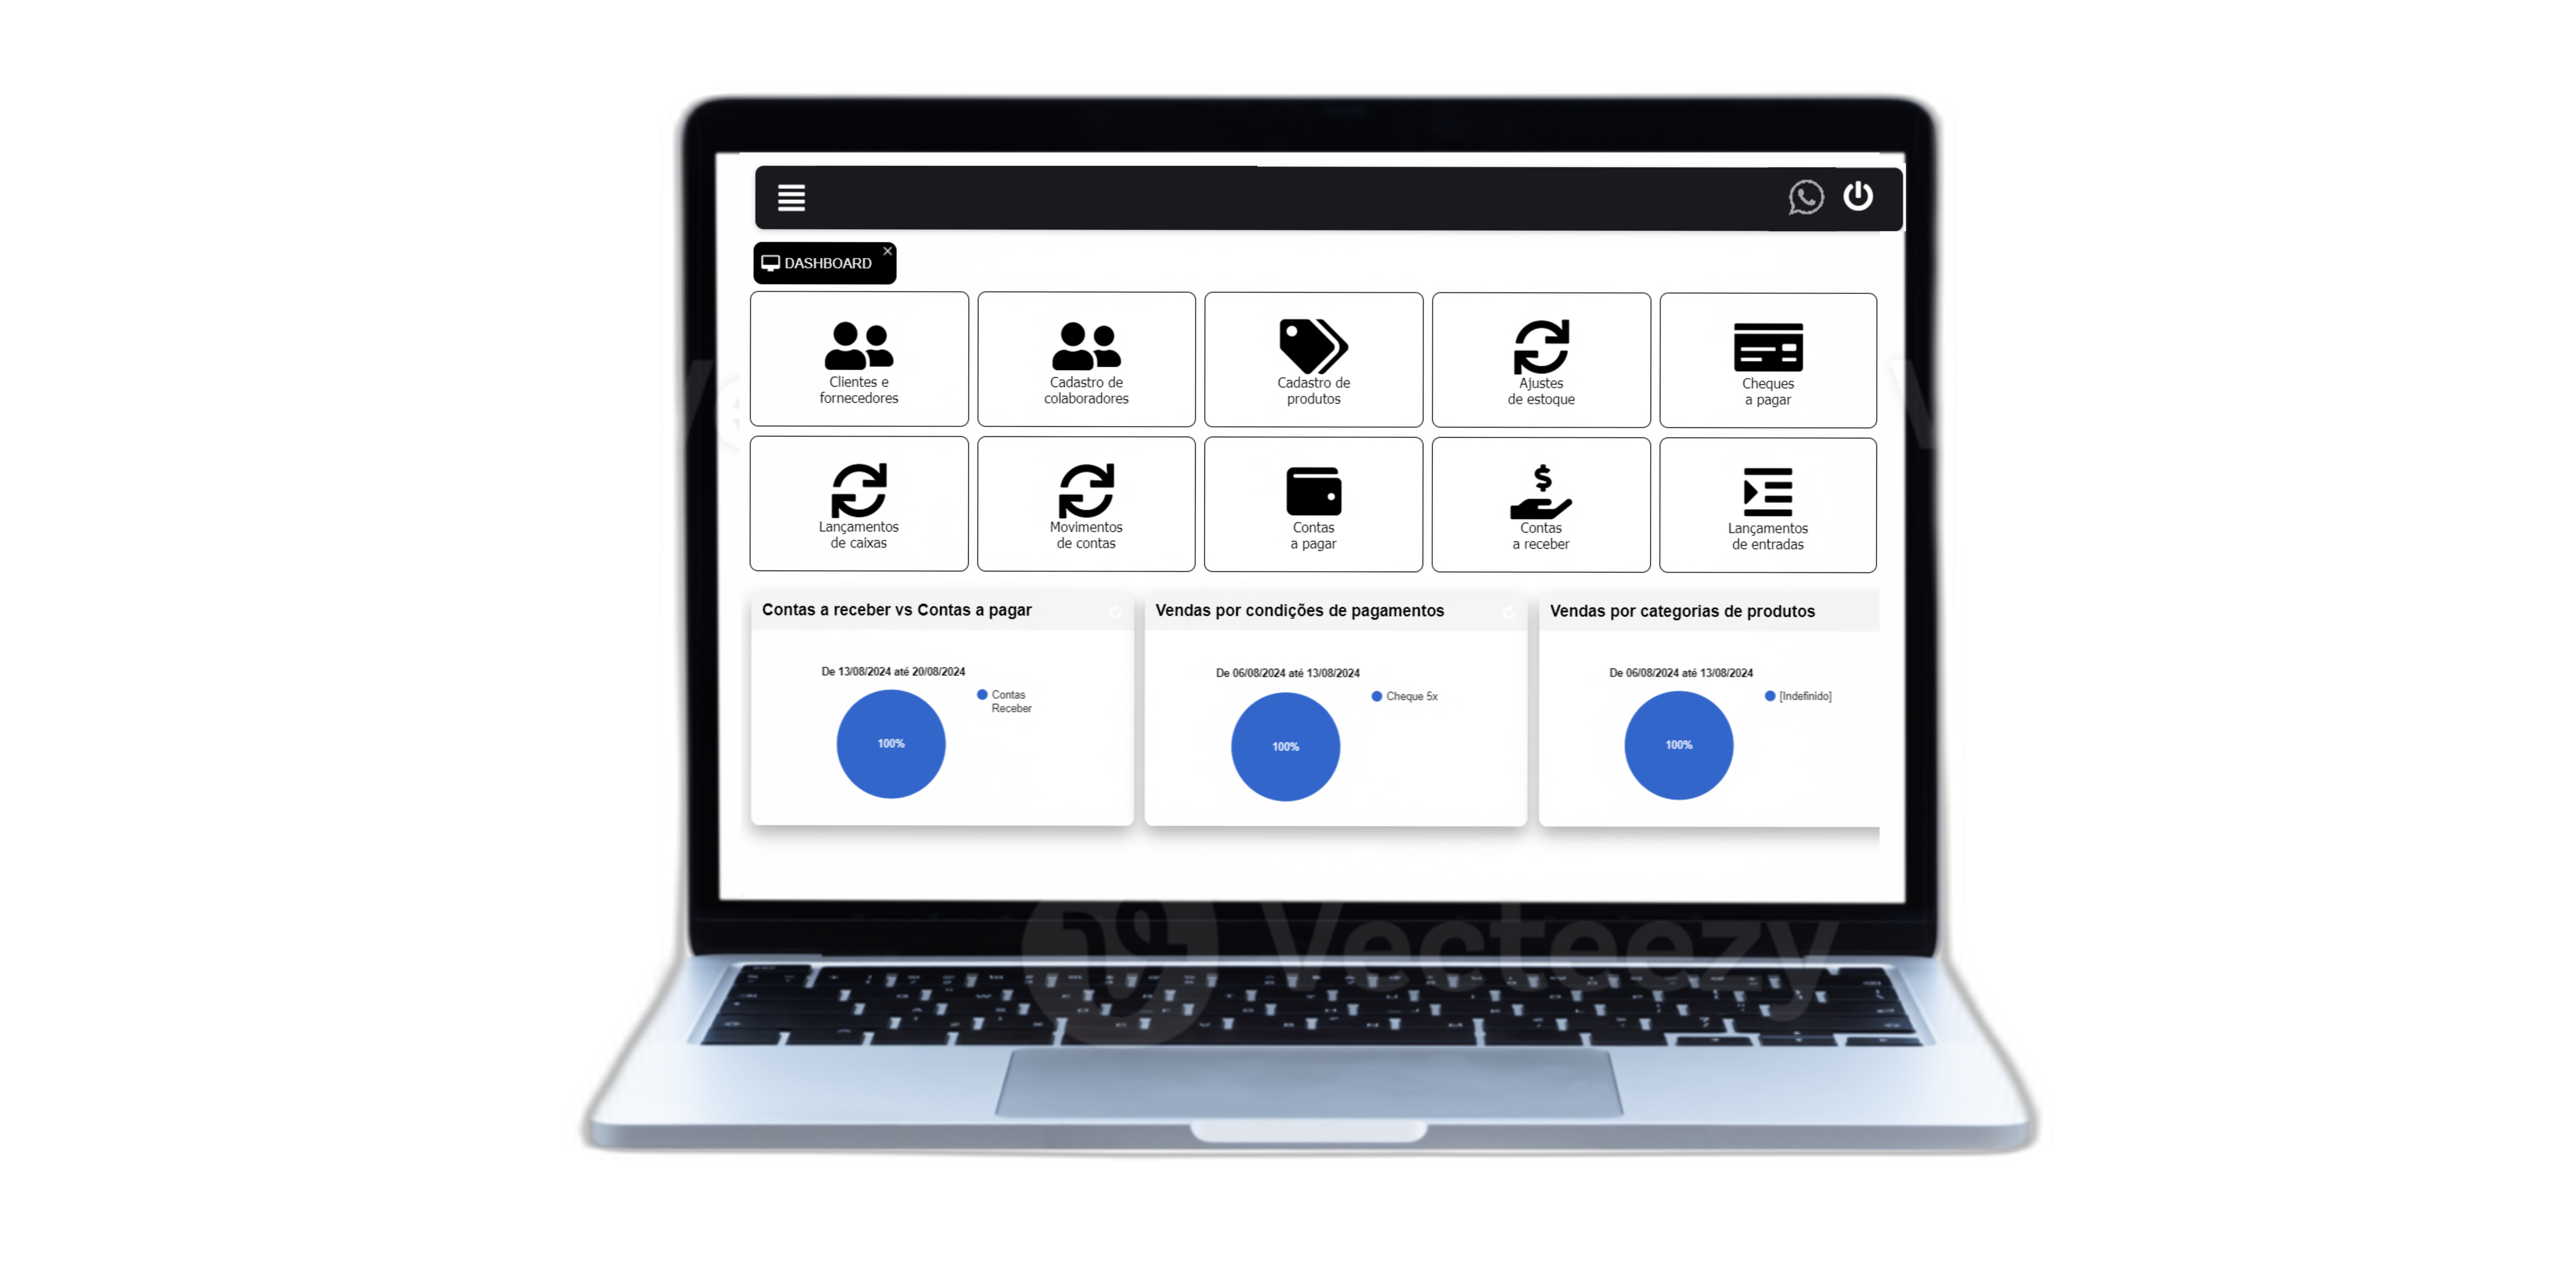 DASHBOARD
Clientes e
fornecedores
Cadastro de
colaboradores
Cadastro de
produtos
Ajustes
de estoque
Cheques
a pagar
Lançamentos
de caixas
Movimentos
de contas
Contas
a pagar
$
Contas
a receber
Lançamentos
de entradas
Contas a receber vs Contas a pagar
De 13/08/2024 até 20/08/2024
Contas
Receber
100%
Vendas por condições de pagamentos
De 06/08/2024 até 13/08/2024
Cheque 5x
100%
Vendas por categorias de produtos
De 06/08/2024 até 13/08/2024
[Indefinido]
100%
Vecteezy